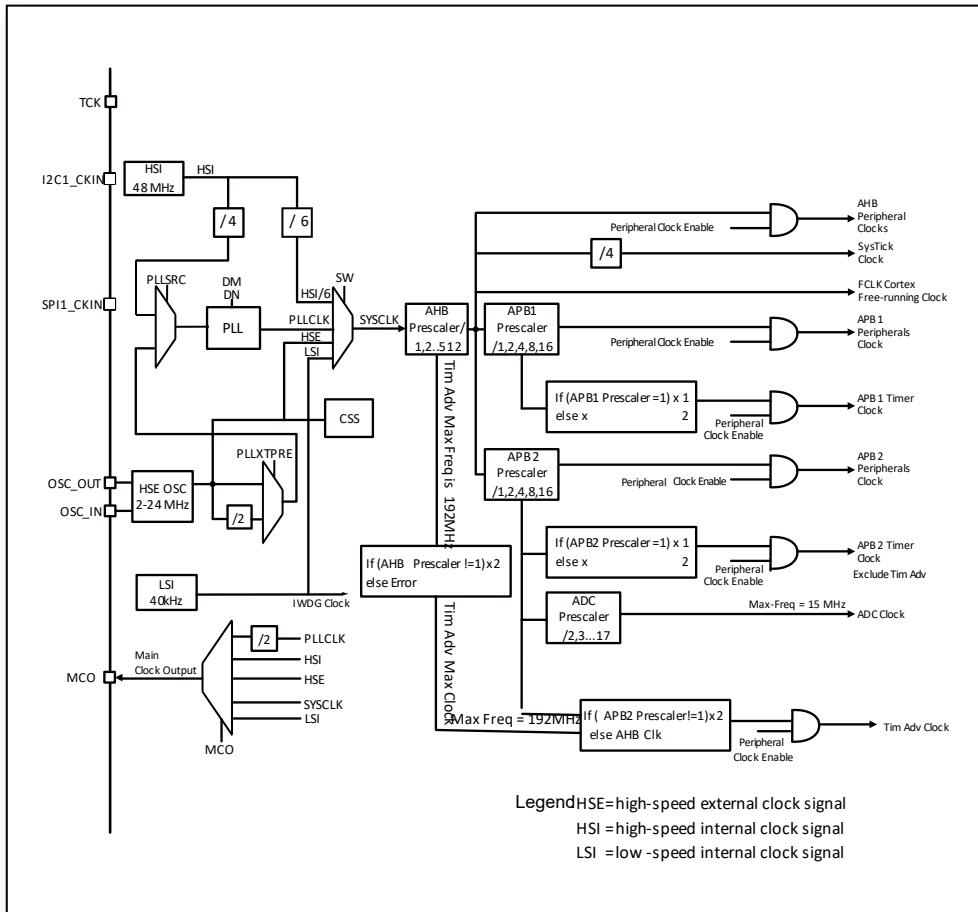 TCK
I2C1_CKIN
HSI
48 MHz
HSI
/ 4
/ 6
SPI1_CKIN
PLLSRC
DM
DN
PLL
SW
HSI/6
PLLCLK
HSE
LSI
SYSCLK
AHB
Prescaler/
1,2..512
APB1
Prescaler
/1,2,4,8,16
Peripheral Clock Enable
AHB
Peripheral
Clocks
/4
SysTick
Clock
FCLK Cortex
Free-running Clock
Peripheral Clock Enable
APB1
Peripherals
Clock
If (APB1 Prescaler =1) x 1
else x 2
Peripheral
Clock Enable
APB1 Timer
Clock
CSS
PLLXTPRE
OSC_OUT
OSC_IN
HSE OSC
2-24 MHz
/2
Tim Adv Max Freq is 192MHz
APB2
Prescaler
/1,2,4,8,16
Peripheral Clock Enable
APB2
Peripherals
Clock
If (AHB Prescaler !=1) x2
else Error
If (APB2 Prescaler =1) x 1
else x 2
Peripheral
Clock Enable
APB2 Timer
Clock
Exclude Tim Adv
LSI
40kHz
IWDG Clock
ADC
Prescaler
/2,3...17
Max-Freq = 15 MHz
ADC Clock
MCO
Main
Clock Output
/2
PLLCLK
HSI
HSE
SYSCLK
LSI
MCO
Tim Adv Max Clock
Max Freq = 192MHz
If ( APB2 Prescaler!=1)x2
else AHB Clk
Peripheral
Clock Enable
Tim Adv Clock
Legend HSE=high-speed external clock signal
HSI =high-speed internal clock signal
LSI =low -speed internal clock signal